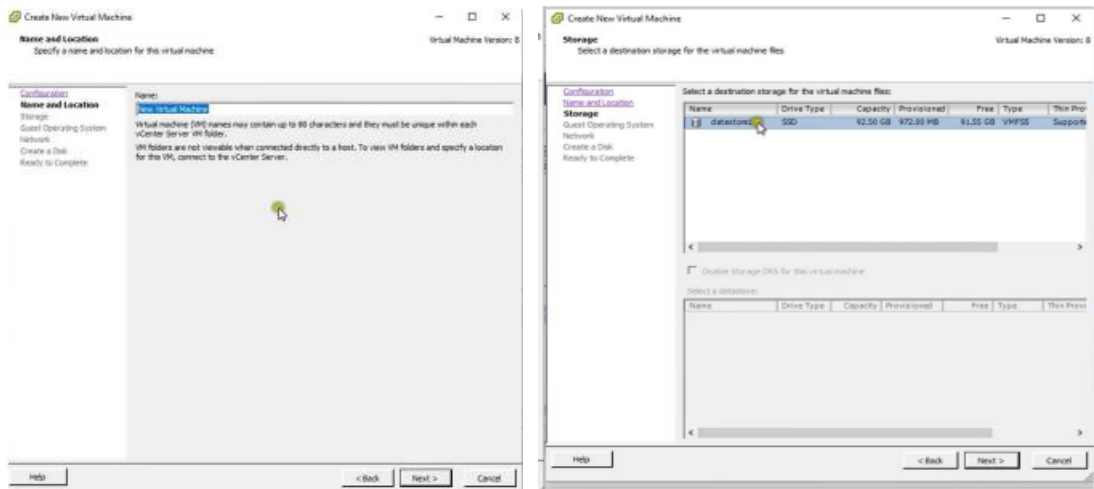 Create New Virtual Machine
Name and Location
Specify a name and location for this virtual machine
Virtual Machine Version: 8
Configuration
Name and Location
Storage
Guest Operating System
Network
Create a Disk
Ready to Complete
Name:
New Virtual Machine
Virtual machine (VM) names may contain up to 80 characters and they must be unique within each
vCenter Server VM folder.
VM folders are not viewable when connected directly to a host. To view VM folders and specify a location
for this VM, connect to the vCenter Server.
Help
< Back
Next >
Cancel
Create New Virtual Machine
Storage
Select a destination storage for the virtual machine files
Virtual Machine Version: 8
Configuration
Name and Location
Storage
Guest Operating System
Network
Create a Disk
Ready to Complete
Select a destination storage for the virtual machine files:
Name Drive Type Capacity Provisioned Free Type Thin Prov
SSD 92.50 GB 972.00 MB 91.55 GB VMFS5 Supporte
Disable Storage DRS for this virtual machine
Select a datastore:
Name Drive Type Capacity Provisioned Free Type Thin Provi
Help
< Back
Next >
Cancel